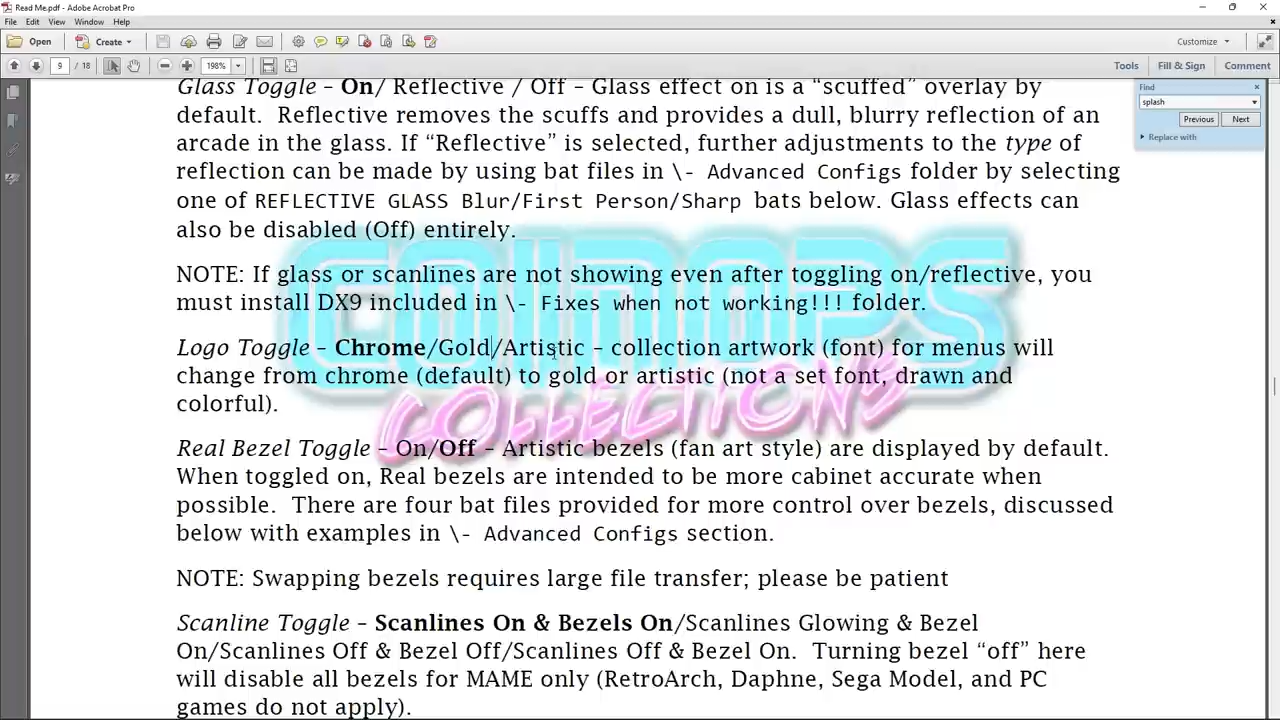 Read Me.pdf - Adobe Acrobat Pro
File Edit View Window Help
Open Create Customize
9 / 18 198% Tools Fill & Sign Comment
Find
splash
Previous Next
Replace with
Glass Toggle – On/ Reflective / Off – Glass effect on is a “scuffed” overlay by
default.  Reflective removes the scuffs and provides a dull, blurry reflection of an
arcade in the glass. If “Reflective” is selected, further adjustments to the type of
reflection can be made by using bat files in \- Advanced Configs folder by selecting
one of REFLECTIVE GLASS Blur/First Person/Sharp bats below. Glass effects can
also be disabled (Off) entirely.
NOTE: If glass or scanlines are not showing even after toggling on/reflective, you
must install DX9 included in \- Fixes when not working!!! folder.
Logo Toggle – Chrome/Gold/Artistic – collection artwork (font) for menus will
change from chrome (default) to gold or artistic (not a set font, drawn and
colorful).
Real Bezel Toggle – On/Off – Artistic bezels (fan art style) are displayed by default.
When toggled on, Real bezels are intended to be more cabinet accurate when
possible.  There are four bat files provided for more control over bezels, discussed
below with examples in \- Advanced Configs section.
NOTE: Swapping bezels requires large file transfer; please be patient
Scanline Toggle – Scanlines On & Bezels On/Scanlines Glowing & Bezel
On/Scanlines Off & Bezel Off/Scanlines Off & Bezel On.  Turning bezel “off” here
will disable all bezels for MAME only (RetroArch, Daphne, Sega Model, and PC
games do not apply).
COINOPS
COLLECTIONS